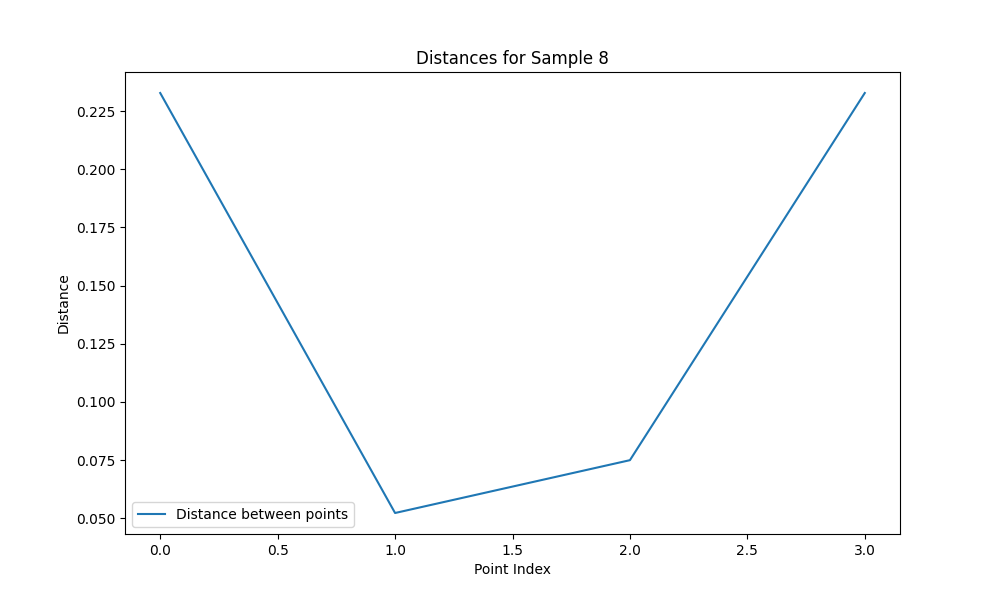 Distances for Sample 8
Distance
0.225
0.200
0.175
0.150
0.125
0.100
0.075
0.050
Distance between points
0.0 0.5 1.0 1.5 2.0 2.5 3.0
Point Index